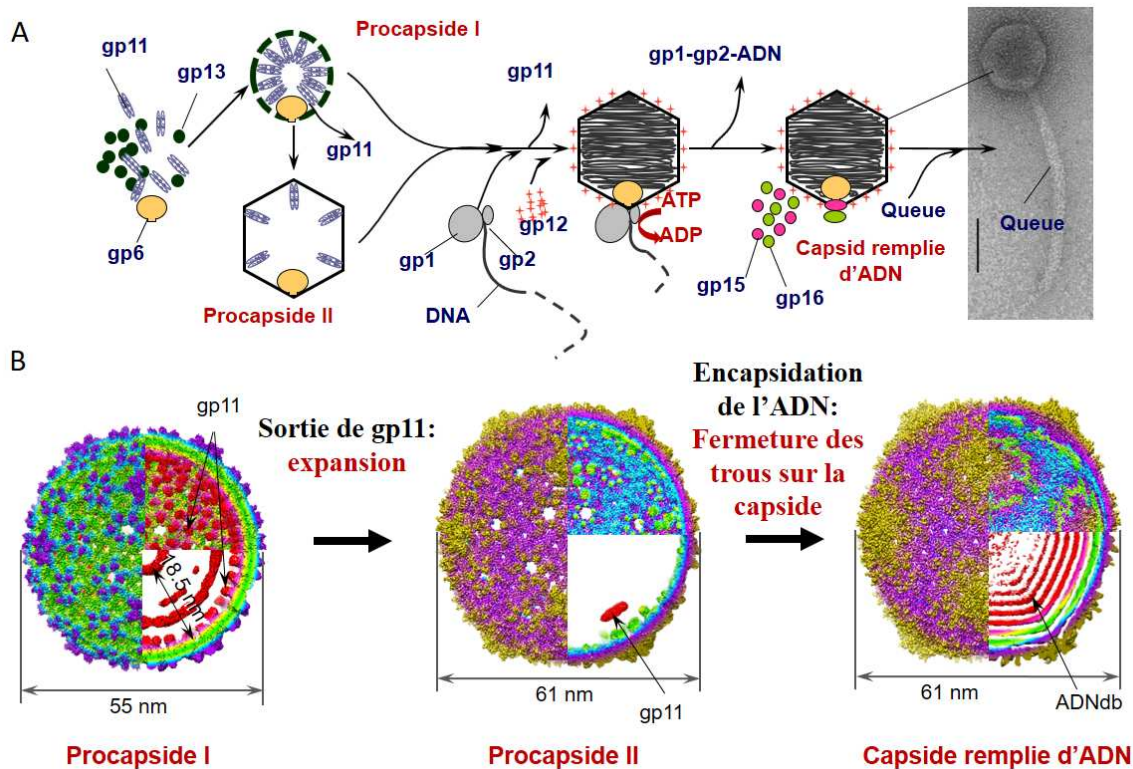 A
Procapside I
gp11
gp13
gp11
gp6
Procapside II
gp11
gp1-gp2-ADN
gp12
gp1
gp2
DNA
ATP
ADP
gp15
gp16
Capsid remplie
d'ADN
Queue
Queue
B
gp11
18.5 nm
55 nm
Procapside I
Sortie de gp11:
expansion
61 nm
gp11
Procapside II
Encapsidation
de l'ADN:
Fermeture des
trous sur la
capside
61 nm
ADNdb
Capside remplie d'ADN